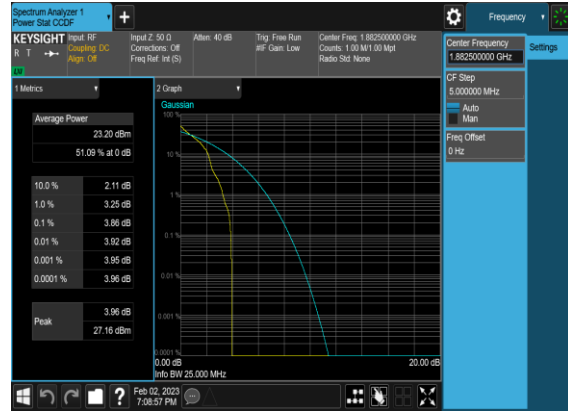 Spectrum Analyzer 1
Power Stat CCDF
+
Frequency
KEYSIGHT
R T
LXI
Input: RF
Coupling: DC
Align: Off
Input Z: 50 Ω
Corrections: Off
Freq Ref: Int (S)
Atten: 40 dB
Trig: Free Run
#IF Gain: Low
Center Freq: 1.882500000 GHz
Counts: 1.00 M/1.00 Mpt
Radio Std: None
Center Frequency
1.882500000 GHz
Settings
CF Step
5.000000 MHz
Auto
Man
Freq Offset
0 Hz
1 Metrics
Average Power
23.20 dBm
51.09 % at 0 dB
10.0 % 2.11 dB
1.0 % 3.25 dB
0.1 % 3.86 dB
0.01 % 3.92 dB
0.001 % 3.95 dB
0.0001 % 3.96 dB
Peak
3.96 dB
27.16 dBm
2 Graph
Gaussian
100 %
10 %
1 %
0.1 %
0.01 %
0.001 %
0.0001 %
0.00 dB 20.00 dB
Info BW 25.000 MHz
?
Feb 02, 2023
7:08:57 PM